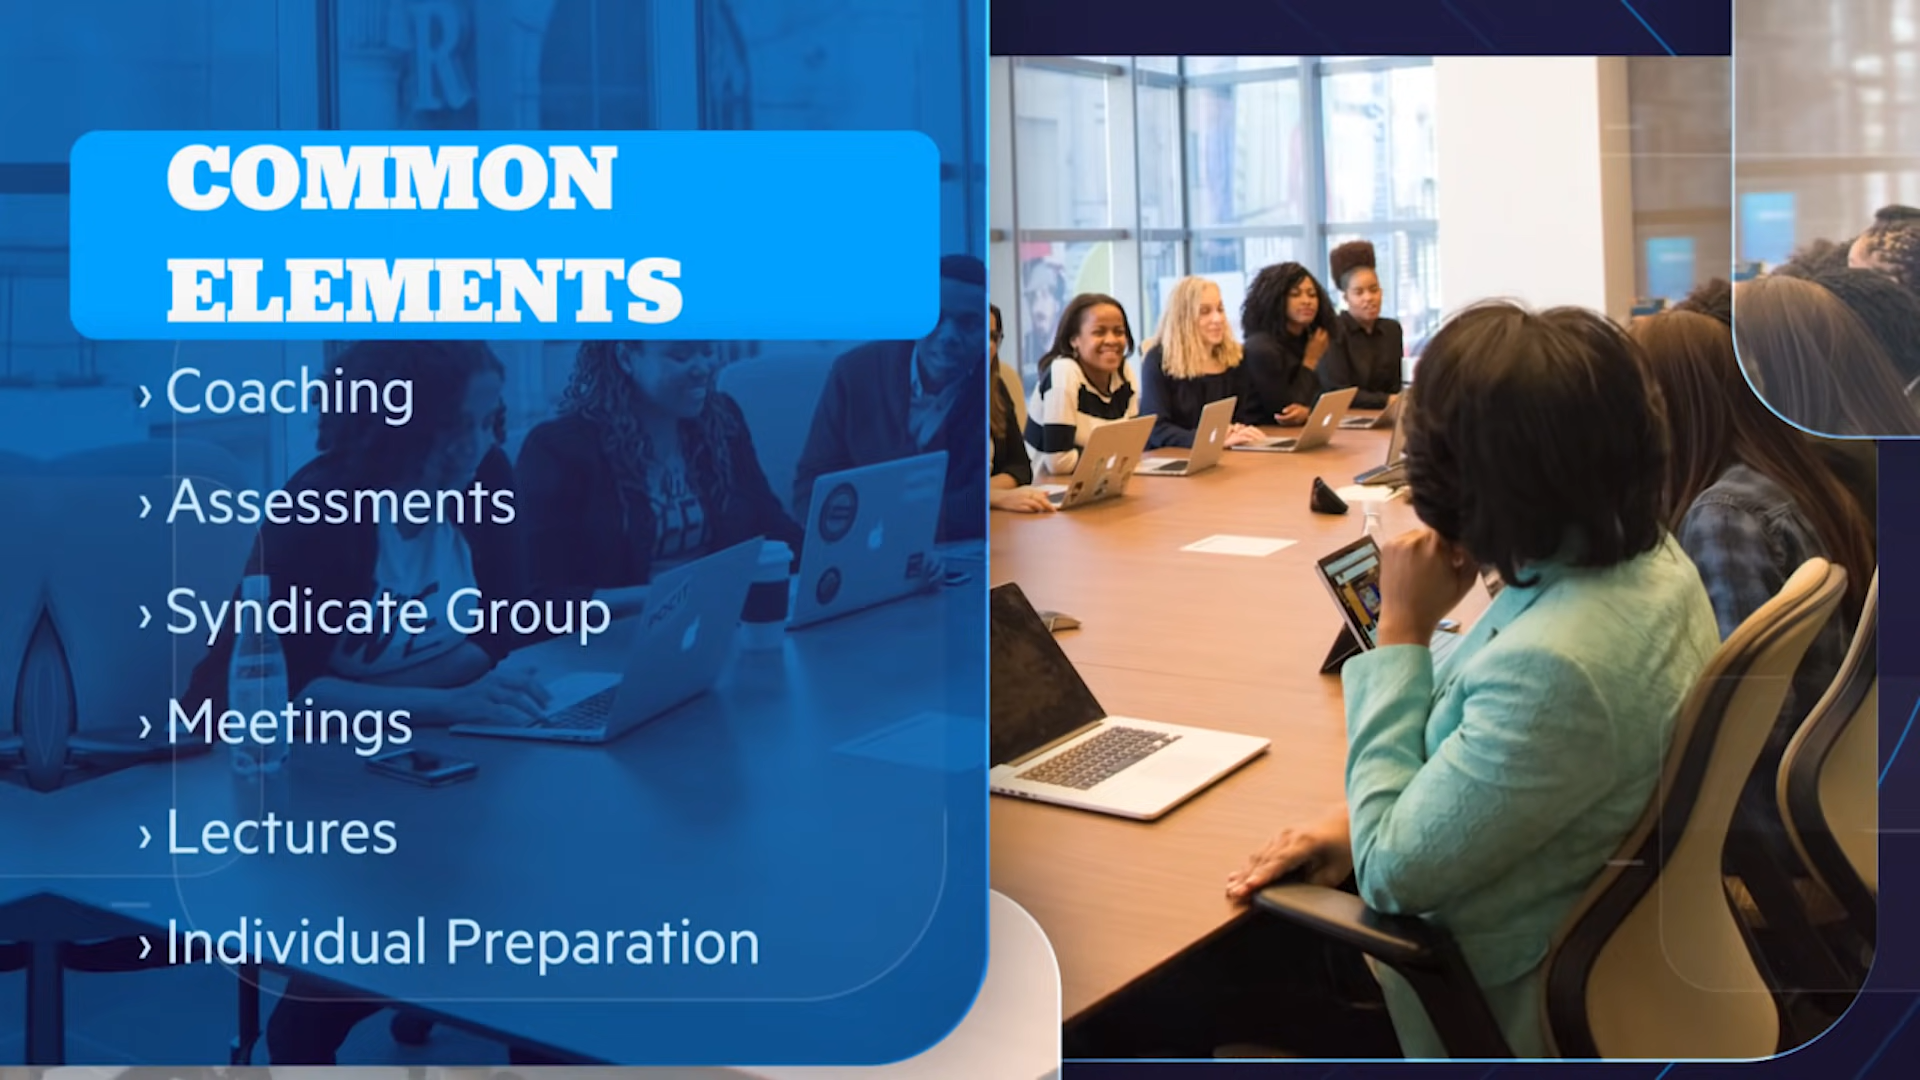 COMMON
ELEMENTS
› Coaching
› Assessments
› Syndicate Group
› Meetings
› Lectures
› Individual Preparation